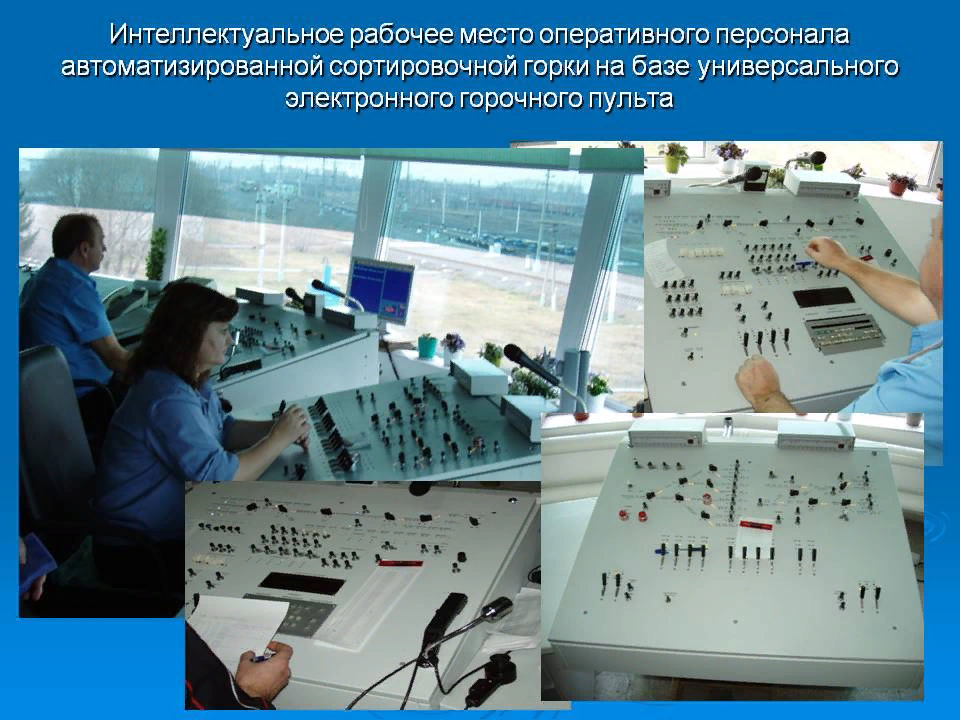 Интеллектуальное рабочее место оперативного персонала
автоматизированной сортировочной горки на базе универсального
электронного горочного пульта